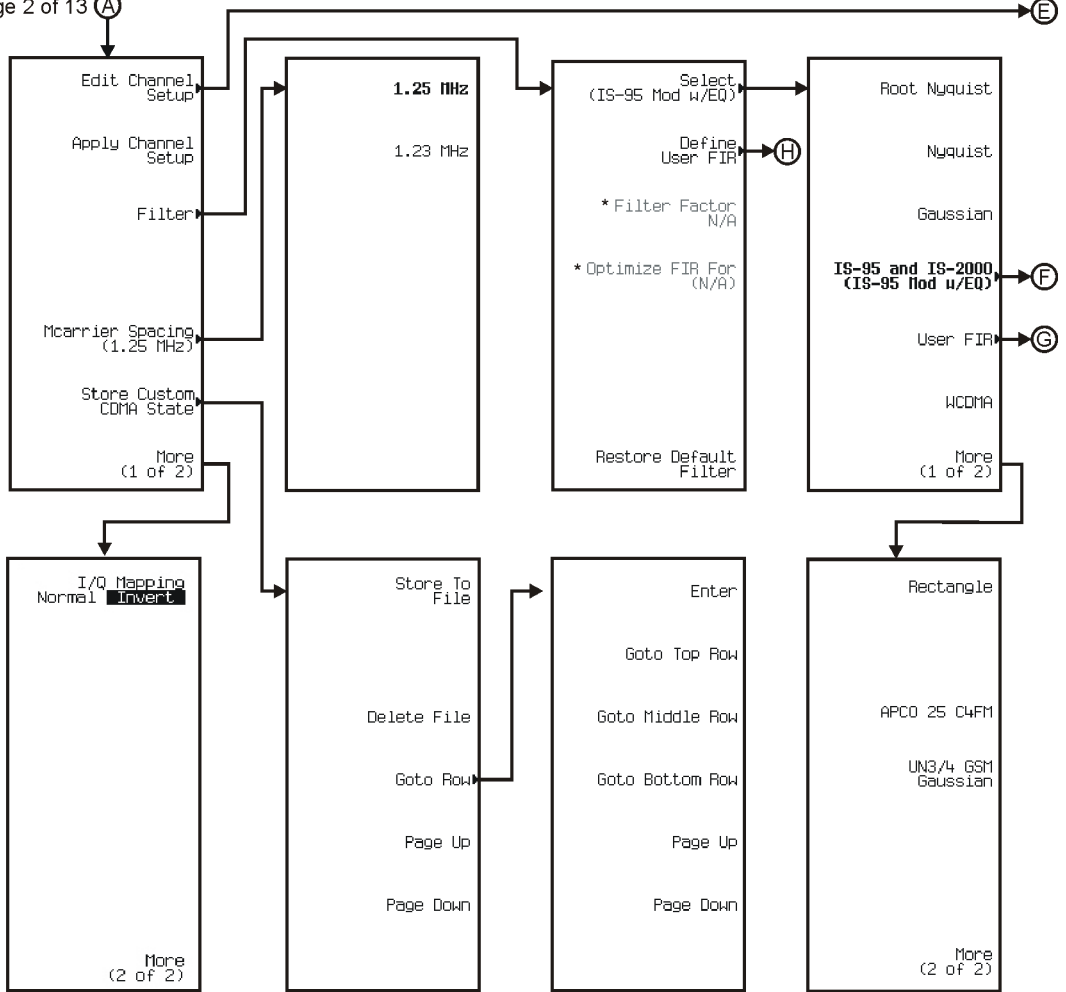 ge 2 of 13 A
E
Edit Channel
Setup
Apply Channel
Setup
Filter
Mcarrier Spacing
(1.25 MHz)
Store Custom
CDMA State
More
(1 of 2)
1.25 MHz
1.23 MHz
Select
(IS-95 Mod w/EQ)
Define
User FIR
H
* Filter Factor
N/A
* Optimize FIR For
(N/A)
Restore Default
Filter
Root Nyquist
Nyquist
Gaussian
IS-95 and IS-2000
(IS-95 Mod w/EQ)
F
User FIR
G
WCDMA
More
(1 of 2)
I/Q Mapping
Normal Invert
More
(2 of 2)
Store To
File
Delete File
Goto Row
Page Up
Page Down
Enter
Goto Top Row
Goto Middle Row
Goto Bottom Row
Page Up
Page Down
Rectangle
APCO 25 C4FM
UN3/4 GSM
Gaussian
More
(2 of 2)